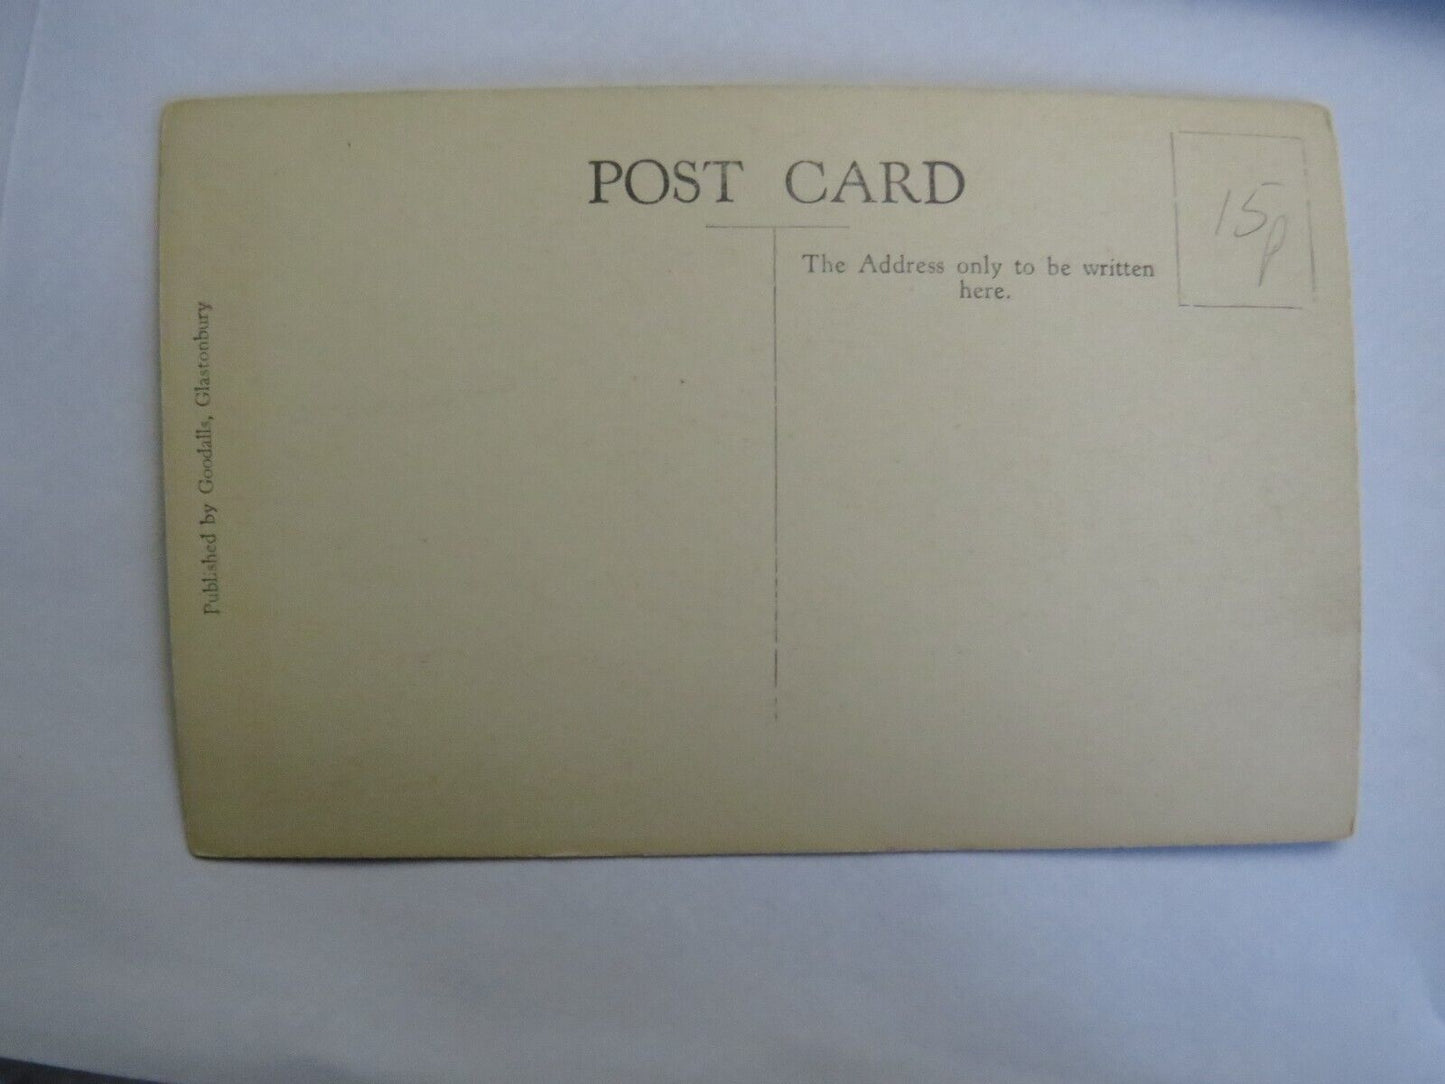 POST CARD
The Address only to be written
here.
15p
Published by Goodalls, Glastonbury